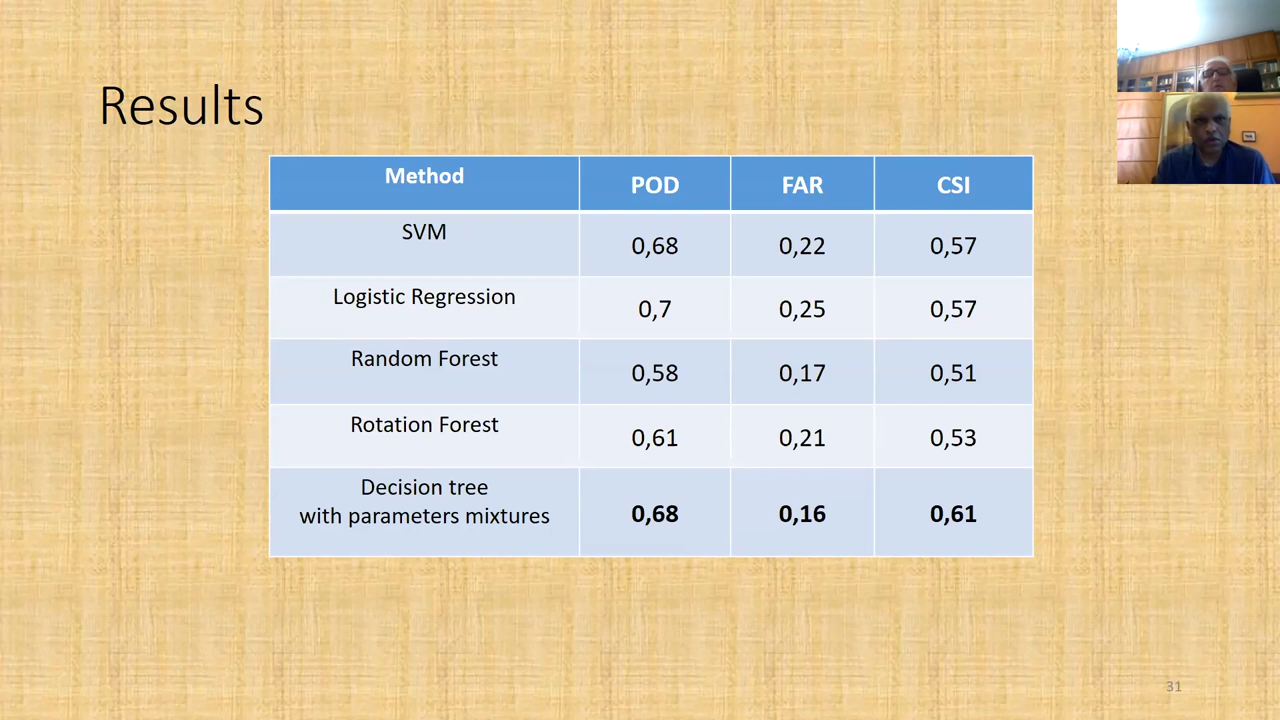 Results
Method POD FAR CSI
SVM 0,68 0,22 0,57
Logistic Regression 0,7 0,25 0,57
Random Forest 0,58 0,17 0,51
Rotation Forest 0,61 0,21 0,53
Decision tree
with parameters mixtures 0,68 0,16 0,61
31